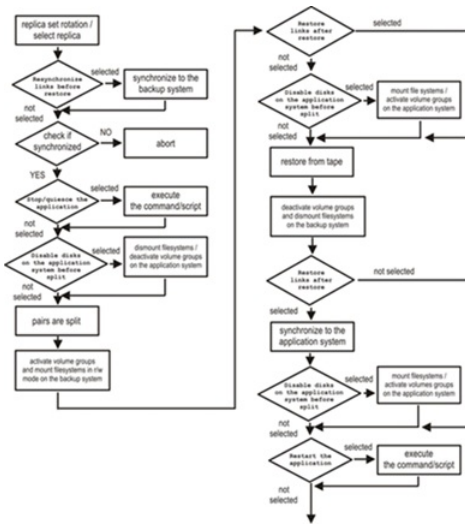 replica set rotation /
select replica
Resynchronize
links before
restore
selected
synchronize to the
backup system
not
selected
check if
synchronized
NO
abort
YES
Stop/quiesce the
application
selected
execute
the command/script
not
selected
Disable disks
on the application
system before
split
selected
dismount filesystems /
deactivate volume groups
on the application system
not
selected
pairs are split
activate volume groups
and mount filesystems in r/w
mode on the backup system
Restore
links after
restore
selected
not
selected
Disable disks
on the application
system before
split
selected
mount file systems /
activate volume groups
on the application system
not
selected
restore from tape
deactivate volume groups
and dismount filesystems
on the backup system
Restore
links after
restore
not selected
selected
synchronize to the
application system
Disable disks
on the application
system before
split
selected
mount filesystems /
activate volumes groups
on the application system
not
selected
Restart the
application
selected
execute
the command/script
not
selected